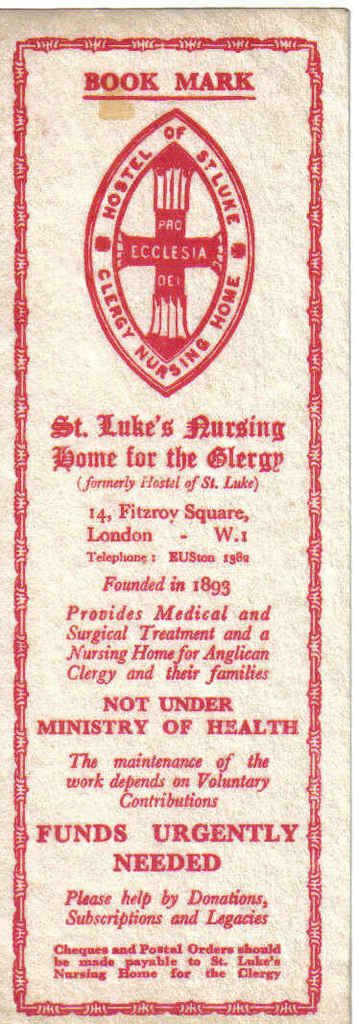 BOOK MARK
HOSTEL OF ST LUKE
CLERGY NURSING HOME
PRO
ECCLESIA
DEI
St. Luke's Nursing
Home for the Clergy
(formerly Hostel of St. Luke)
14, Fitzroy Square,
London - W.1
Telephone : EUSton 1382
Founded in 1893
Provides Medical and
Surgical Treatment and a
Nursing Home for Anglican
Clergy and their families
NOT UNDER
MINISTRY OF HEALTH
The maintenance of the
work depends on Voluntary
Contributions
FUNDS URGENTLY
NEEDED
Please help by Donations,
Subscriptions and Legacies
Cheques and Postal Orders should
be made payable to St. Luke's
Nursing Home for the Clergy